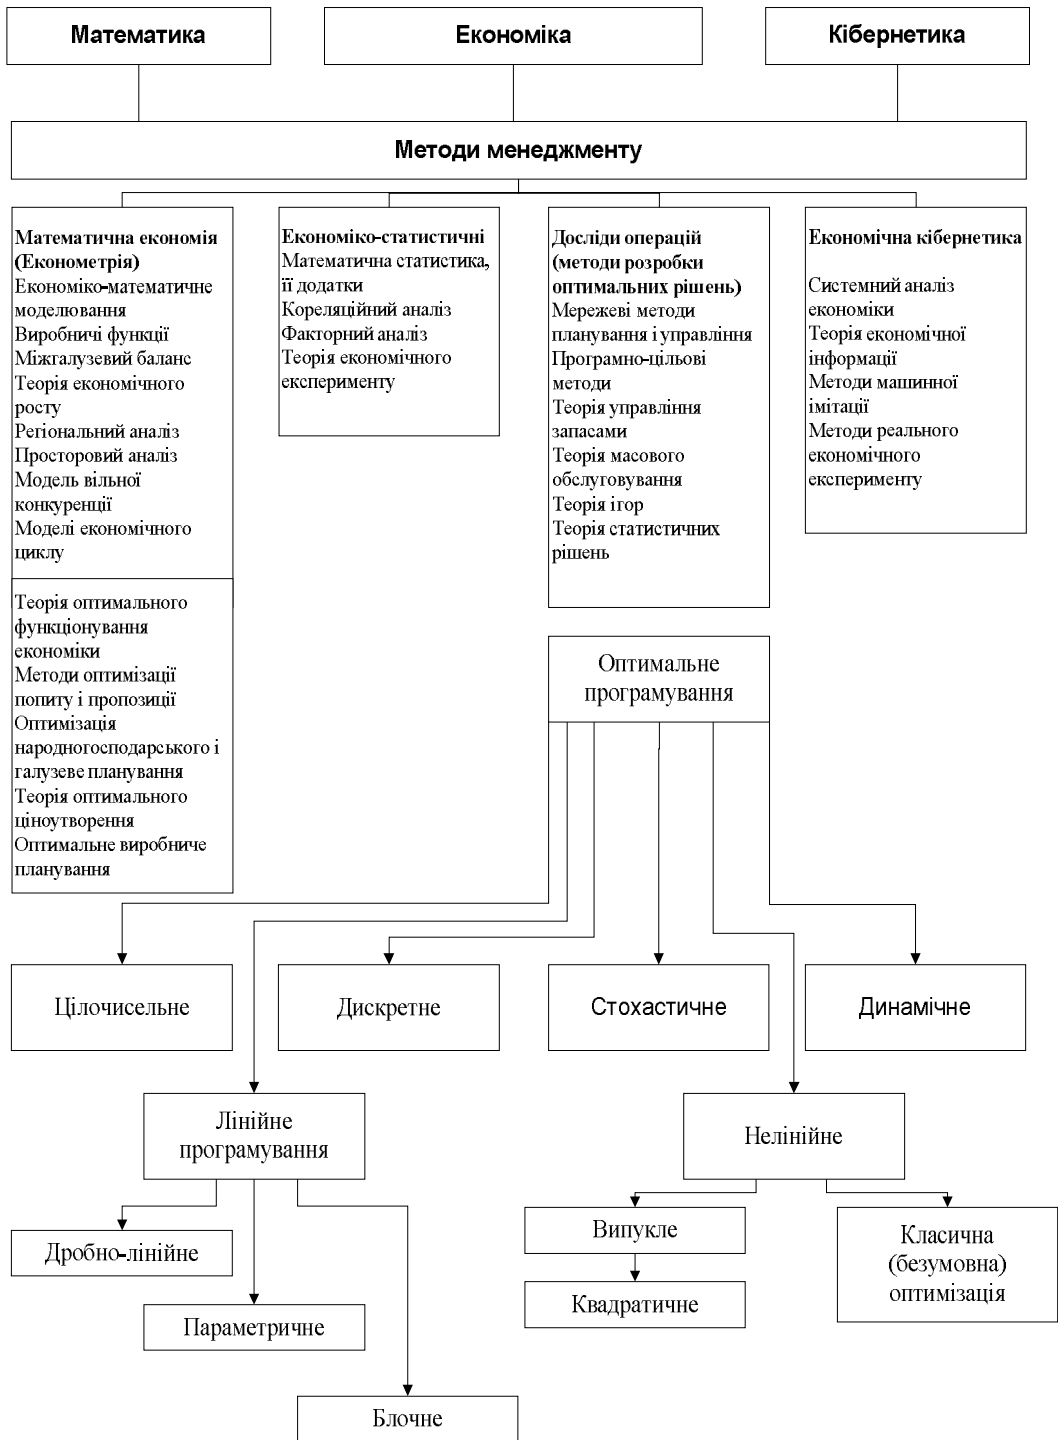 Математика
Економіка
Кібернетика
Методи менеджменту
Математична економія
(Економетрія)
Економіко-математичне
моделювання
Виробничі функції
Міжгалузевий баланс
Теорія економічного
росту
Регіональний аналіз
Просторовий аналіз
Модель вільної
конкуренції
Моделі економічного
циклу
Теорія оптимального
функціонування
економіки
Методи оптимізації
попиту і пропозиції
Оптимізація
народногосподарського і
галузеве планування
Теорія оптимального
ціноутворення
Оптимальне виробниче
планування
Економіко-статистичні
Математична статистика,
її додатки
Кореляційний аналіз
Факторний аналіз
Теорія економічного
експерименту
Досліди операцій
(методи розробки
оптимальних рішень)
Мережеві методи
планування і управління
Програмно-цільові
методи
Теорія управління
запасами
Теорія масового
обслуговування
Теорія ігор
Теорія статистичних
рішень
Економічна кібернетика
Системний аналіз
економіки
Теорія економічної
інформації
Методи машинної
імітації
Методи реального
економічного
експерименту
Оптимальне
програмування
Цілочисельне
Дискретне
Стохастичне
Динамічне
Лінійне
програмування
Нелінійне
Дробно-лінійне
Параметричне
Блочне
Випукле
Квадратичне
Класична
(безумовна)
оптимізація